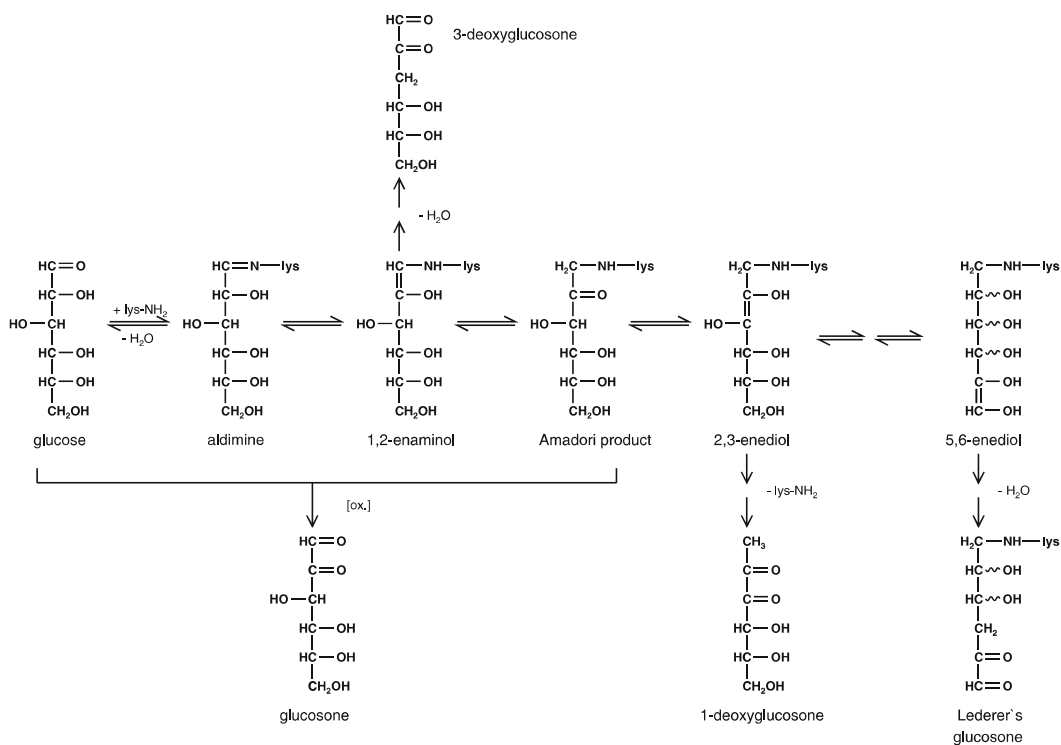 HC=O
C=O
CH2
HC—OH
HC—OH
CH2OH
3-deoxyglucosone
- H2O
HC=O
HC—OH
HO—CH
HC—OH
HC—OH
CH2OH
glucose
+ lys-NH2
- H2O
HC=N—lys
HC—OH
HO—CH
HC—OH
HC—OH
CH2OH
aldimine
HC—NH—lys
C—OH
HO—CH
HC—OH
HC—OH
CH2OH
1,2-enaminol
H2C—NH—lys
C=O
HO—CH
HC—OH
HC—OH
CH2OH
Amadori product
H2C—NH—lys
C—OH
HO—C
HC—OH
HC—OH
CH2OH
2,3-enediol
H2C—NH—lys
HC~OH
HC~OH
HC~OH
C—OH
HC—OH
5,6-enediol
[ox.]
- lys-NH2
- H2O
HC=O
C=O
HO—CH
HC—OH
HC—OH
CH2OH
glucosone
CH3
C=O
C=O
HC—OH
HC—OH
CH2OH
1-deoxyglucosone
H2C—NH—lys
HC~OH
HC~OH
CH2
C=O
HC=O
Lederer`s
glucosone